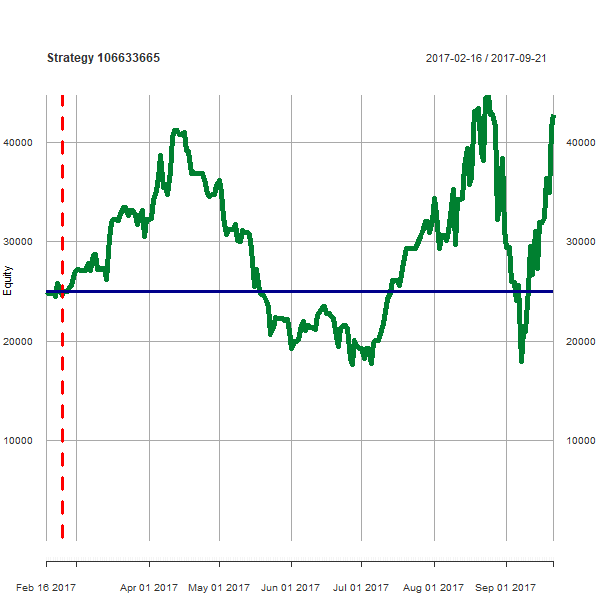 Strategy 106633665
2017-02-16 / 2017-09-21
40000
40000
30000
30000
Equity
20000
20000
10000
10000
Feb 16 2017
Apr 01 2017
May 01 2017
Jun 01 2017
Jul 01 2017
Aug 01 2017
Sep 01 2017